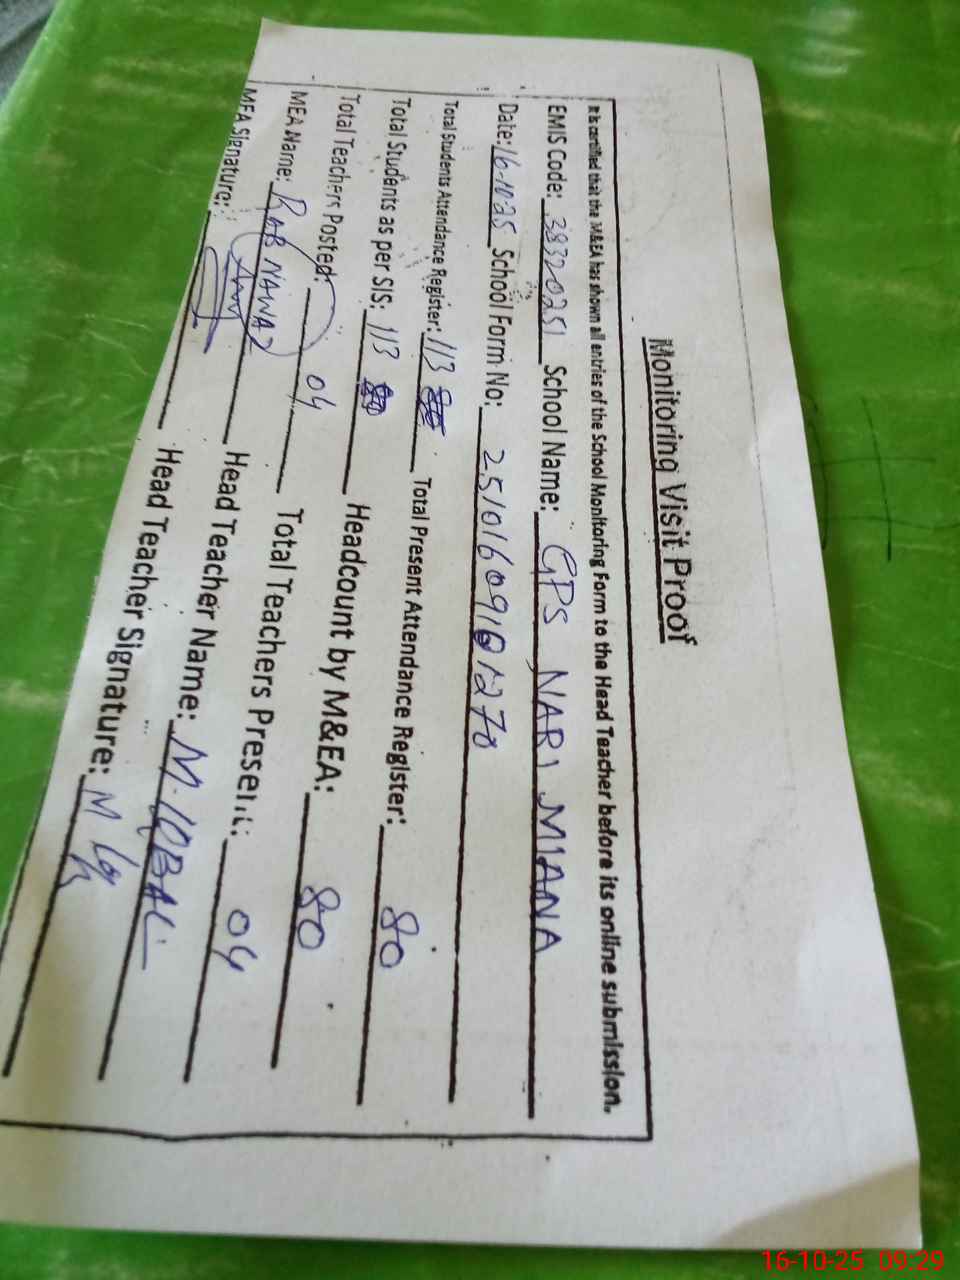 Monitoring Visit Proof
It is certified that the M&EA has shown all entries of the School Monitoring Form to the Head Teacher before its online submission.
EMIS Code: 38320251 School Name: GPS NARI MIANA
Date: 16-10-25 School Form No: 25101609101270
Total Students Attendance Register: 113 Total Present Attendance Register: 80
Total Students as per SIS: 113 Headcount by M&EA: 80
Total Teachers Posted: 04 Total Teachers Present: 04
MEA Name: RAB NAWAZ Head Teacher Name: M. IQBAL
MEA Signature: Head Teacher Signature: M
16-10-25 09:29